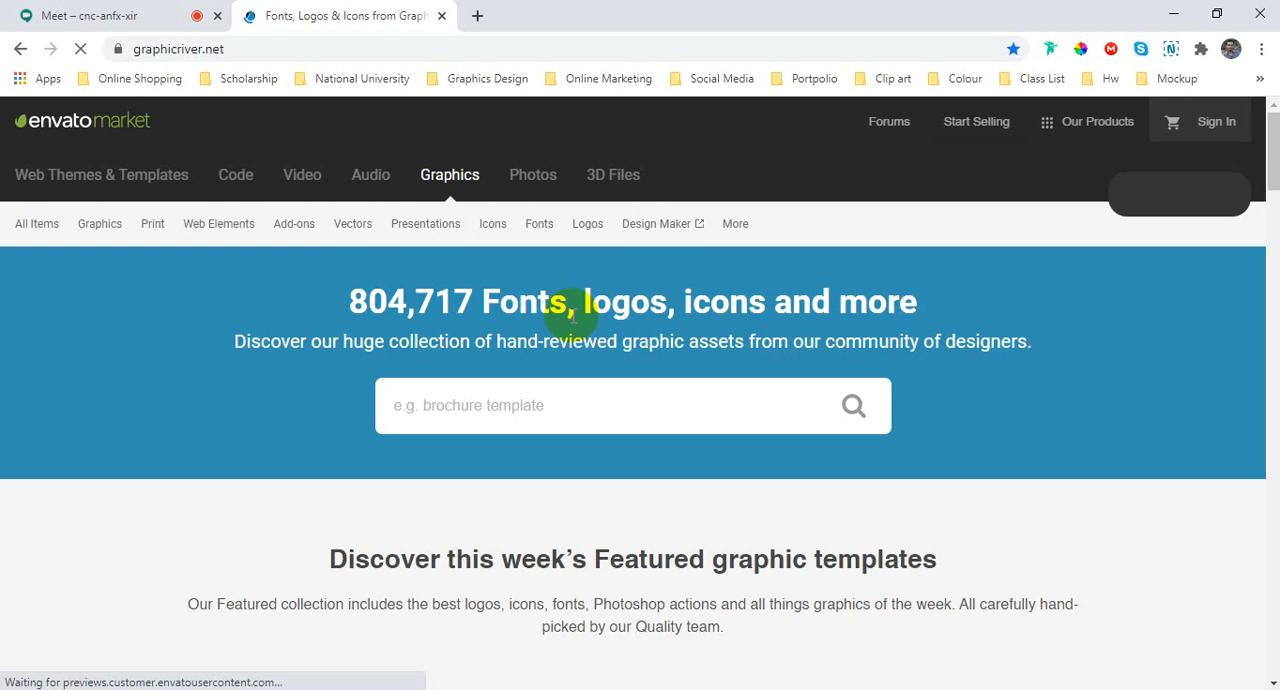 Meet – cnc-anfx-xir
Fonts, Logos & Icons from Graph
graphicriver.net
Apps Online Shopping Scholarship National University Graphics Design Online Marketing Social Media Portpolio Clip art Colour Class List Hw Mockup »
envatomarket
Forums Start Selling Our Products Sign In
Web Themes & Templates Code Video Audio Graphics Photos 3D Files
All Items Graphics Print Web Elements Add-ons Vectors Presentations Icons Fonts Logos Design Maker More
804,717 Fonts, logos, icons and more
Discover our huge collection of hand-reviewed graphic assets from our community of designers.
e.g. brochure template
Discover this week’s Featured graphic templates
Our Featured collection includes the best logos, icons, fonts, Photoshop actions and all things graphics of the week. All carefully hand-
picked by our Quality team.
Waiting for previews.customer.envatousercontent.com...